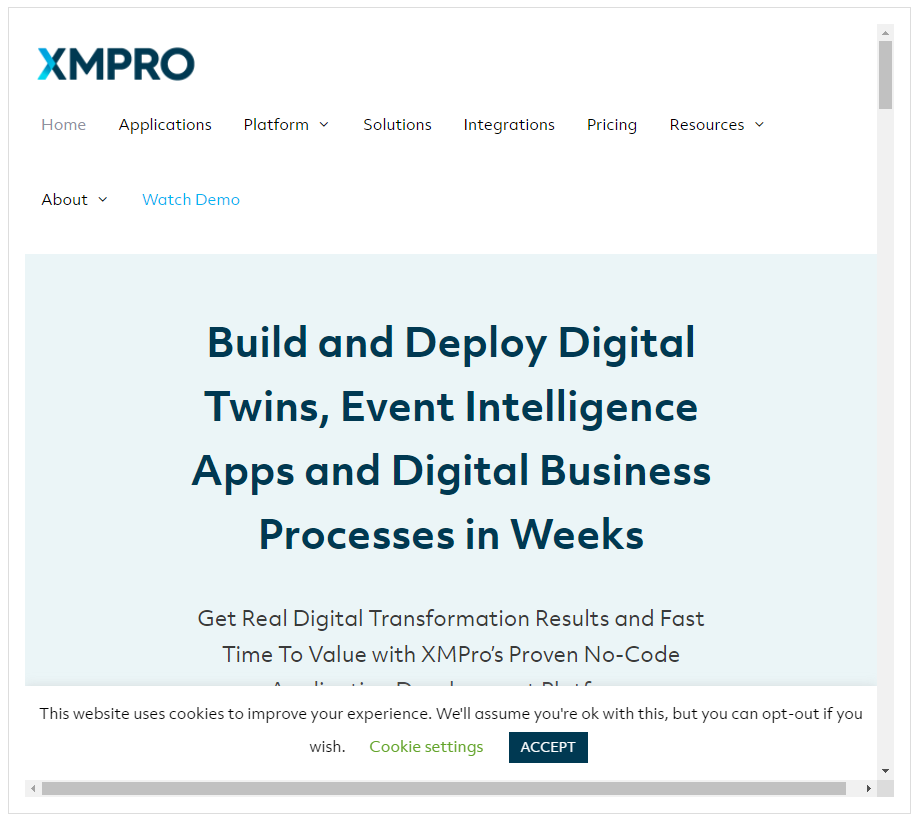 XMPRO
Home Applications Platform Solutions Integrations Pricing Resources
About Watch Demo
Build and Deploy Digital
Twins, Event Intelligence
Apps and Digital Business
Processes in Weeks
Get Real Digital Transformation Results and Fast
Time To Value with XMPro’s Proven No-Code
This website uses cookies to improve your experience. We'll assume you're ok with this, but you can opt-out if you
wish. Cookie settings ACCEPT